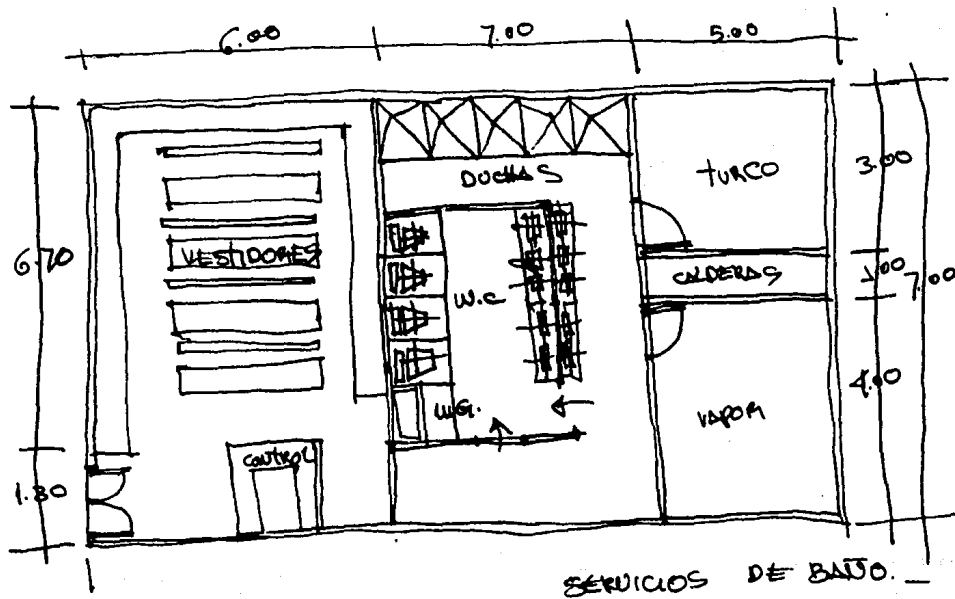 6.00 7.00 5.00
TURCO
3.00
DUCHAS
6.70
VESTIDORES
CALDERAS
1.00
7.00
W.C
4.00
VAPOR
CONTROL
1.30
SERVICIOS DE BAÑO.